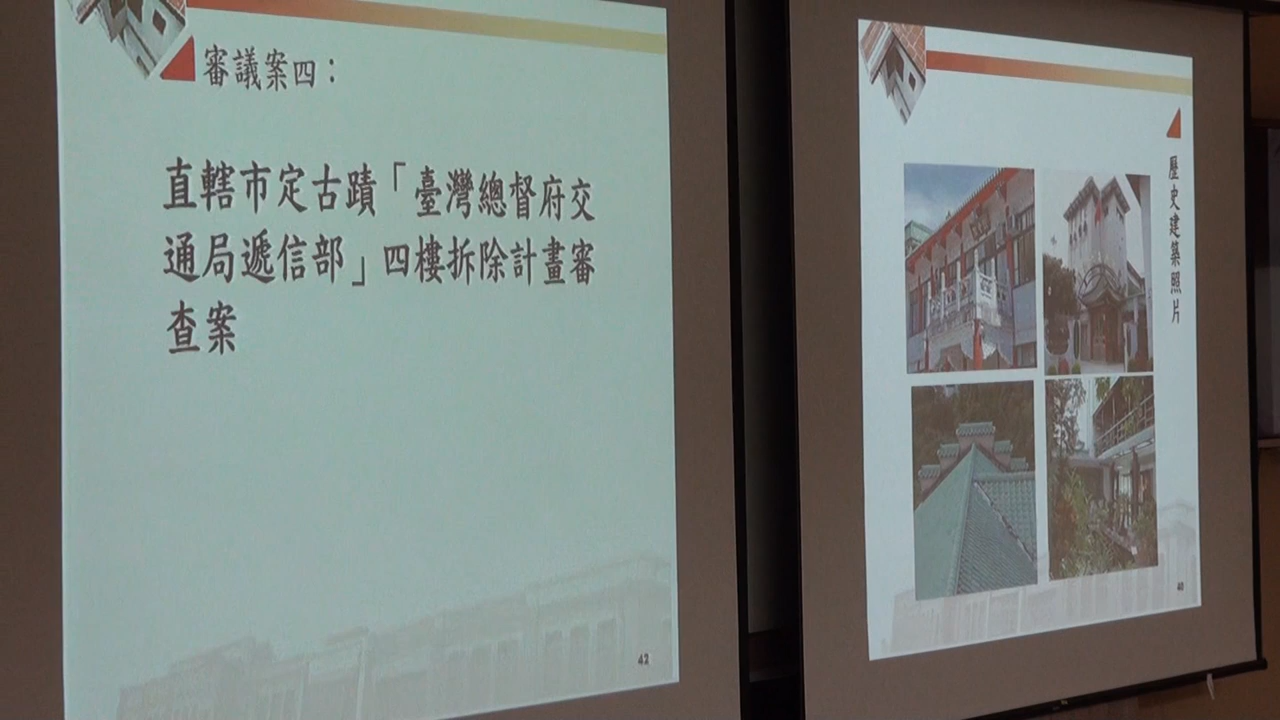 審議案四：
直轄市定古蹟「臺灣總督府交
通局遞信部」四樓拆除計畫審
查案
42
歷史建築照片
40